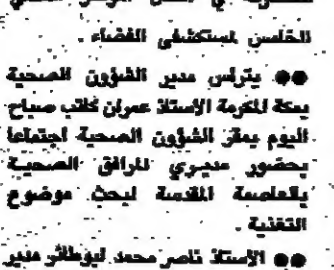 الخامس لمستكشفي الفضاء .
●● يترأس مدير الشؤون الصحية
بمكة المكرمة الأستاذ عمران كاتب صباح
اليوم بمقر الشؤون الصحية اجتماعا
بحضور مديري المرافق الصحية
بالعاصمة المقدسة لبحث موضوع
التغذية .
●● الأستاذ ناصر محمد أبوطالر مدير